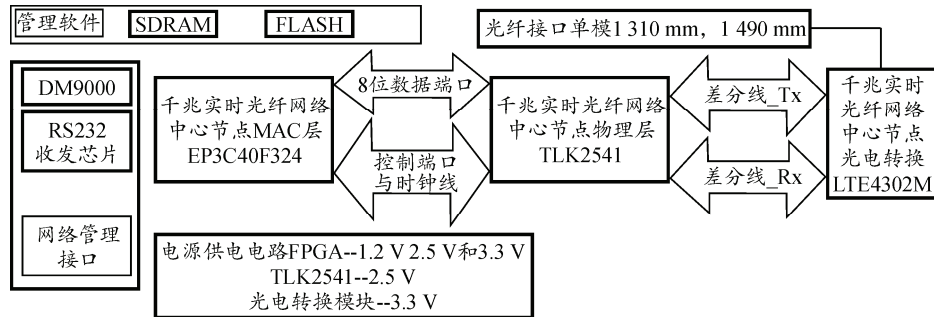 管理软件
SDRAM
FLASH
光纤接口单模1 310 mm，1 490 mm
DM9000
RS232
收发芯片
网络管理
接口
千兆实时光纤网络
中心节点MAC层
EP3C40F324
8位数据端口
控制端口
与时钟线
千兆实时光纤网络
中心节点物理层
TLK2541
差分线_Tx
差分线_Rx
千兆实时
光纤网络
中心节点
光电转换
LTE4302M
电源供电电路FPGA--1.2 V 2.5 V和3.3 V
TLK2541--2.5 V
光电转换模块--3.3 V